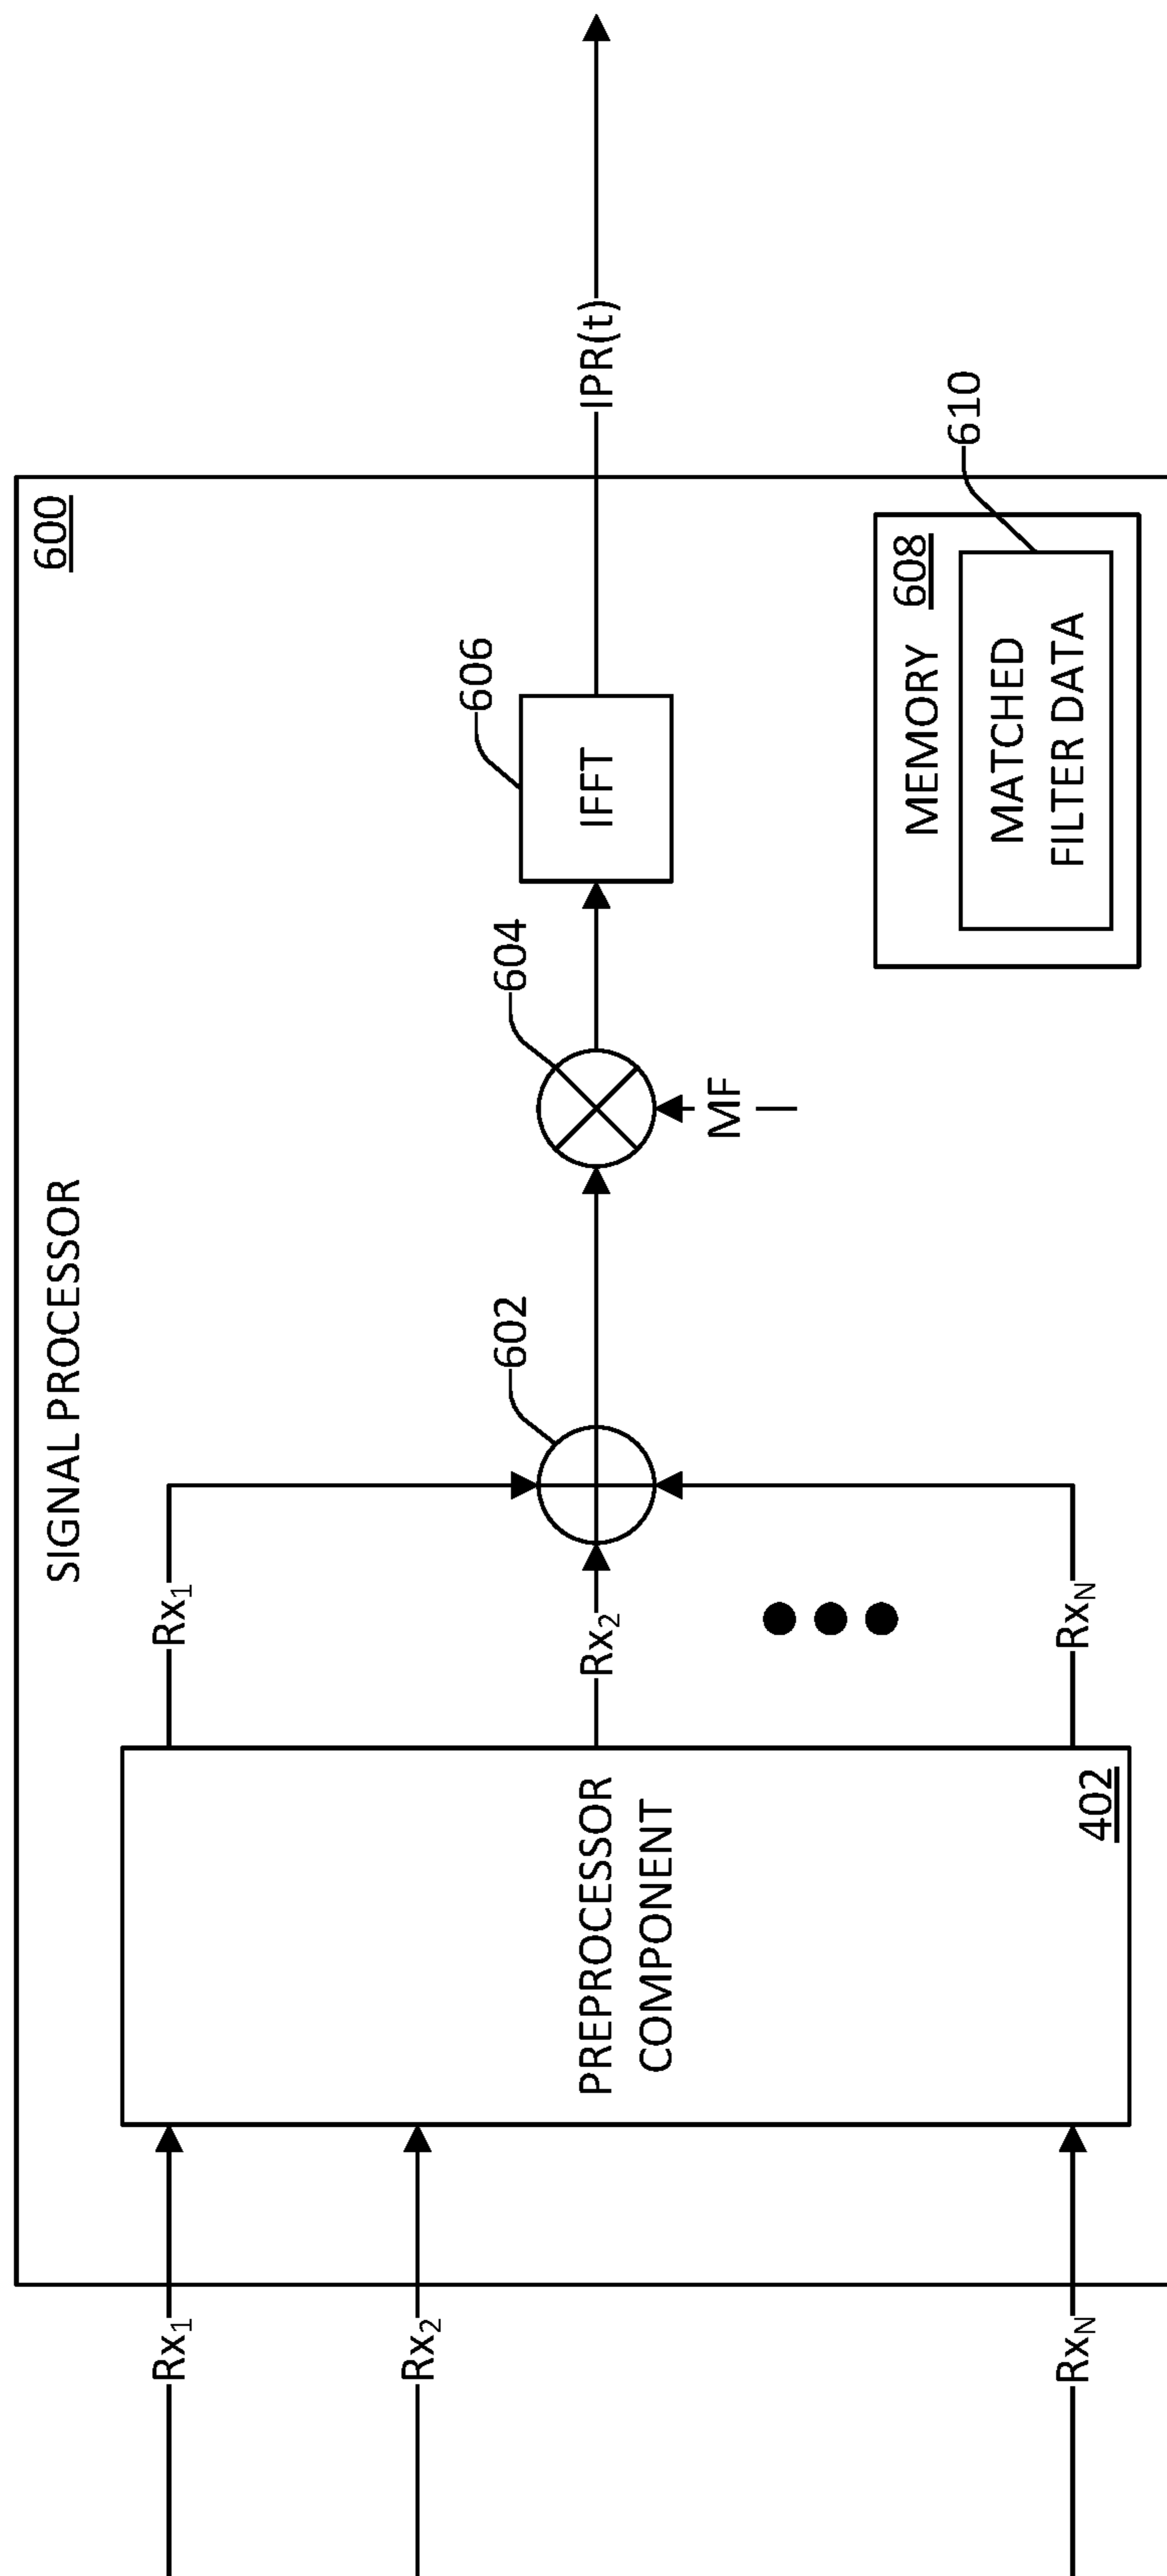 SIGNAL PROCESSOR
600
Rx1
Rx2
RxN
PREPROCESSOR
COMPONENT
402
Rx1
Rx2
RxN
602
604
MF
606
IFFT
MEMORY
608
MATCHED
FILTER DATA
610
IPR(t)